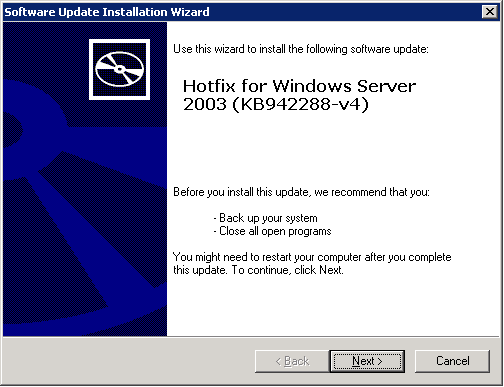 Software Update Installation Wizard
Use this wizard to install the following software update:
Hotfix for Windows Server
2003 (KB942288-v4)
Before you install this update, we recommend that you:
- Back up your system
- Close all open programs
You might need to restart your computer after you complete
this update. To continue, click Next.
< Back
Next >
Cancel